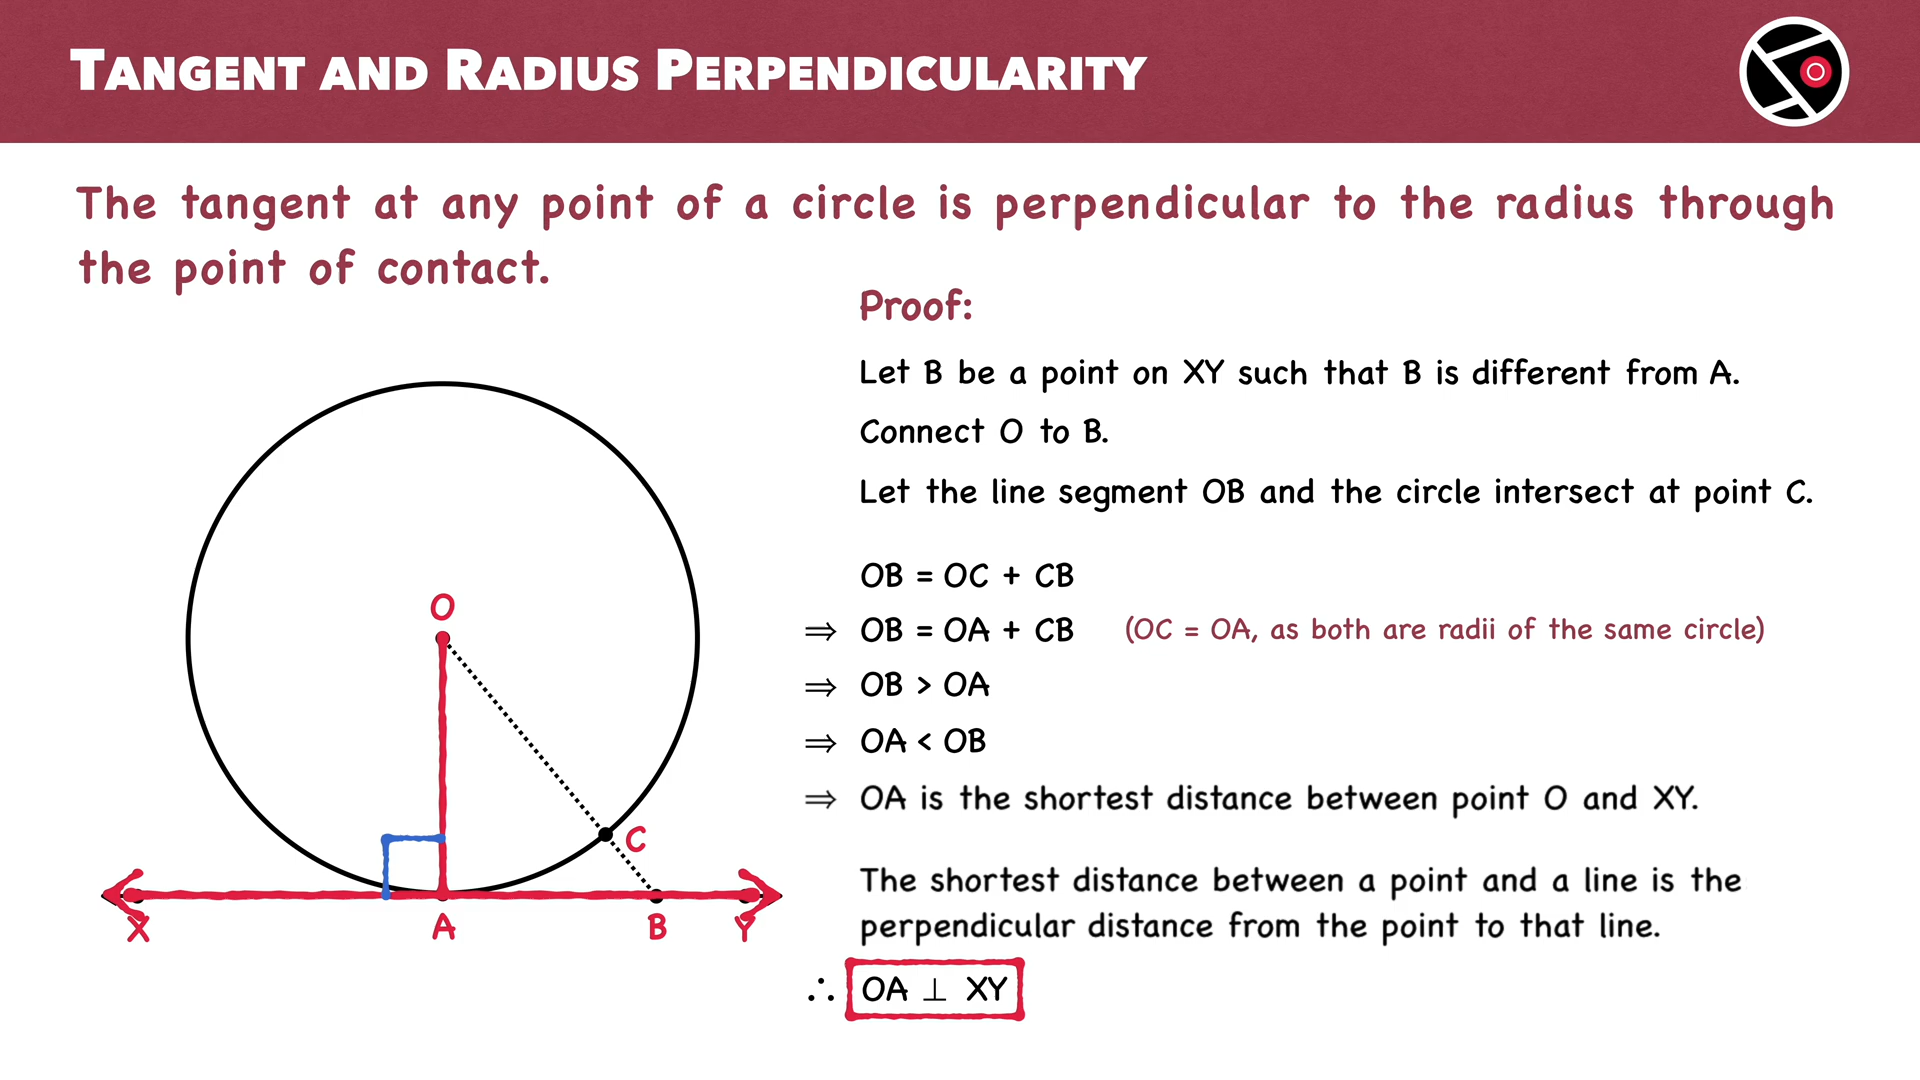 TANGENT AND RADIUS PERPENDICULARITY
The tangent at any point of a circle is perpendicular to the radius through
the point of contact.
Proof:
Let B be a point on XY such that B is different from A.
Connect O to B.
Let the line segment OB and the circle intersect at point C.
OB = OC + CB
⇒ OB = OA + CB (OC = OA, as both are radii of the same circle)
⇒ OB > OA
⇒ OA < OB
⇒ OA is the shortest distance between point O and XY.
The shortest distance between a point and a line is the
perpendicular distance from the point to that line.
∴ OA ⊥ XY
O
C
X A B Y